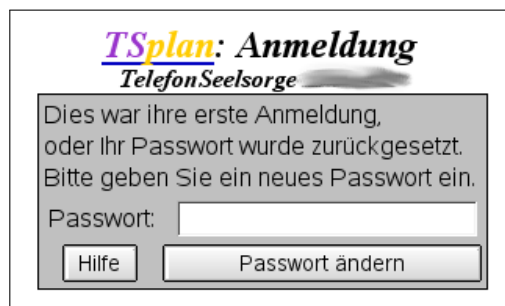 TSplan: Anmeldung
TelefonSeelsorge
Dies war ihre erste Anmeldung,
oder Ihr Passwort wurde zurückgesetzt.
Bitte geben Sie ein neues Passwort ein.
Passwort:
Hilfe Passwort ändern